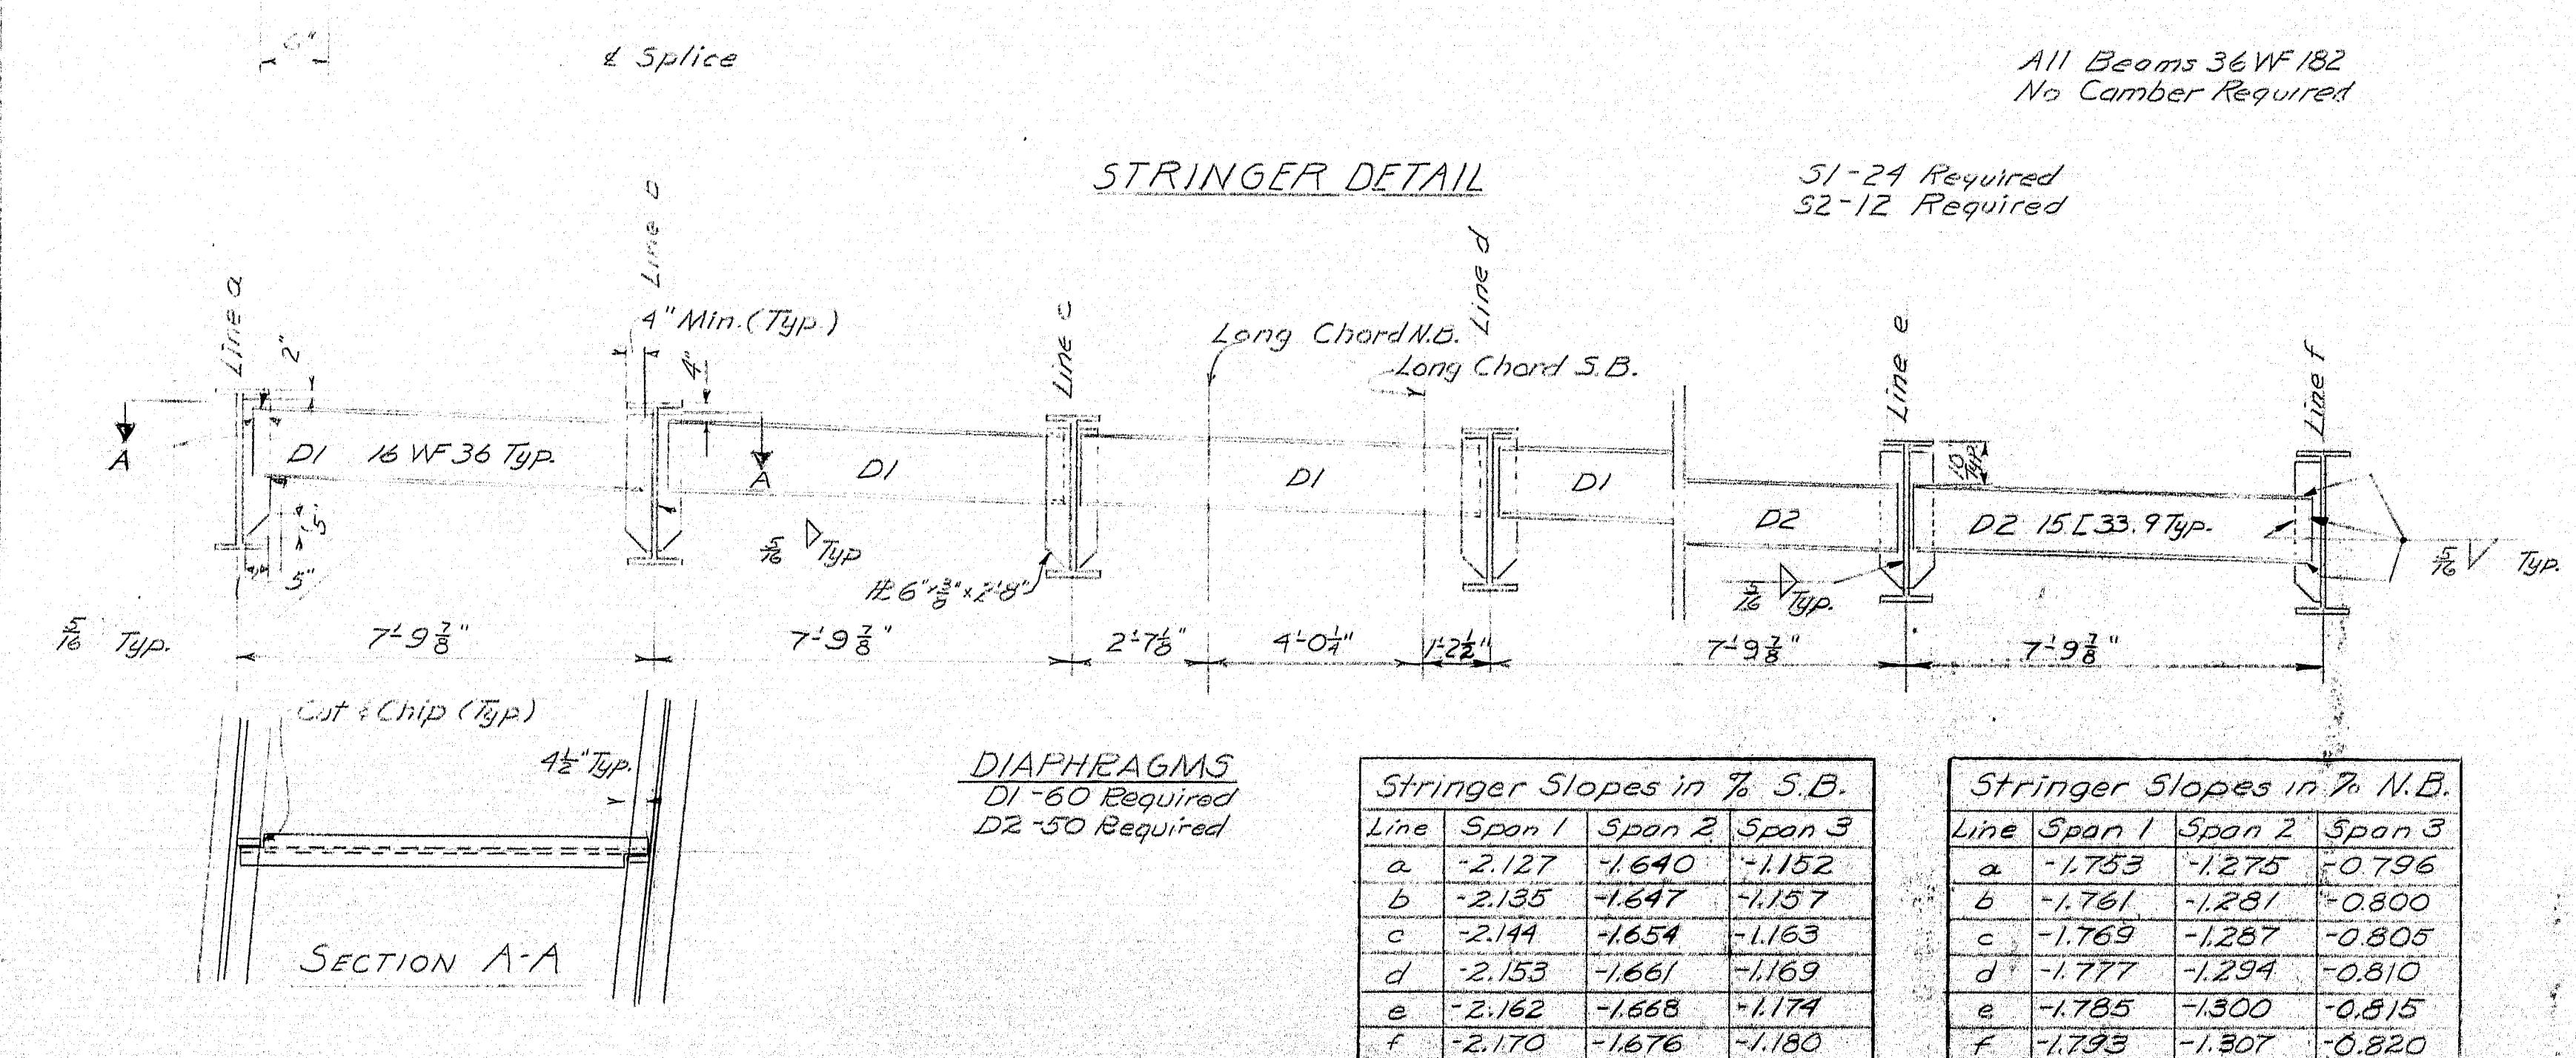 6"
℄ Splice
All Beams 36 WF 182
No Camber Required
STRINGER DETAIL
S1-24 Required
S2-12 Required
Line a
Line b
Line c
Line d
Line e
Line f
2"
4" Min. (Typ.)
4"
Long Chord N.B.
Long Chord S.B.
A
A
D1 16 WF 36 Typ.
D1
D1
D1
D2
10 Typ.
D2 15 [ 33.9 Typ.
5"
5"
5/16 Typ
PL 6" x 3/8" x 2'-8"
5/16 Typ.
5/16 V Typ.
5/16 Typ.
7'-9 7/8"
7'-9 7/8"
2'-7 1/8"
4'-0 1/4"
1'-2 1/2"
7'-9 7/8"
7'-9 7/8"
Cut & Chip (Typ)
4 1/2" Typ.
SECTION A-A
DIAPHRAGMS
D1-60 Required
D2-50 Required
Stringer Slopes in % S.B.
Line Span 1 Span 2 Span 3
a -2.127 -1.640 -1.152
b -2.135 -1.647 -1.157
c -2.144 -1.654 -1.163
d -2.153 -1.661 -1.169
e -2.162 -1.668 -1.174
f -2.170 -1.676 -1.180
Stringer Slopes in % N.B.
Line Span 1 Span 2 Span 3
a -1.753 -1.275 -0.796
b -1.761 -1.281 -0.800
c -1.769 -1.287 -0.805
d -1.777 -1.294 -0.810
e -1.785 -1.300 -0.815
f -1.793 -1.307 -0.820